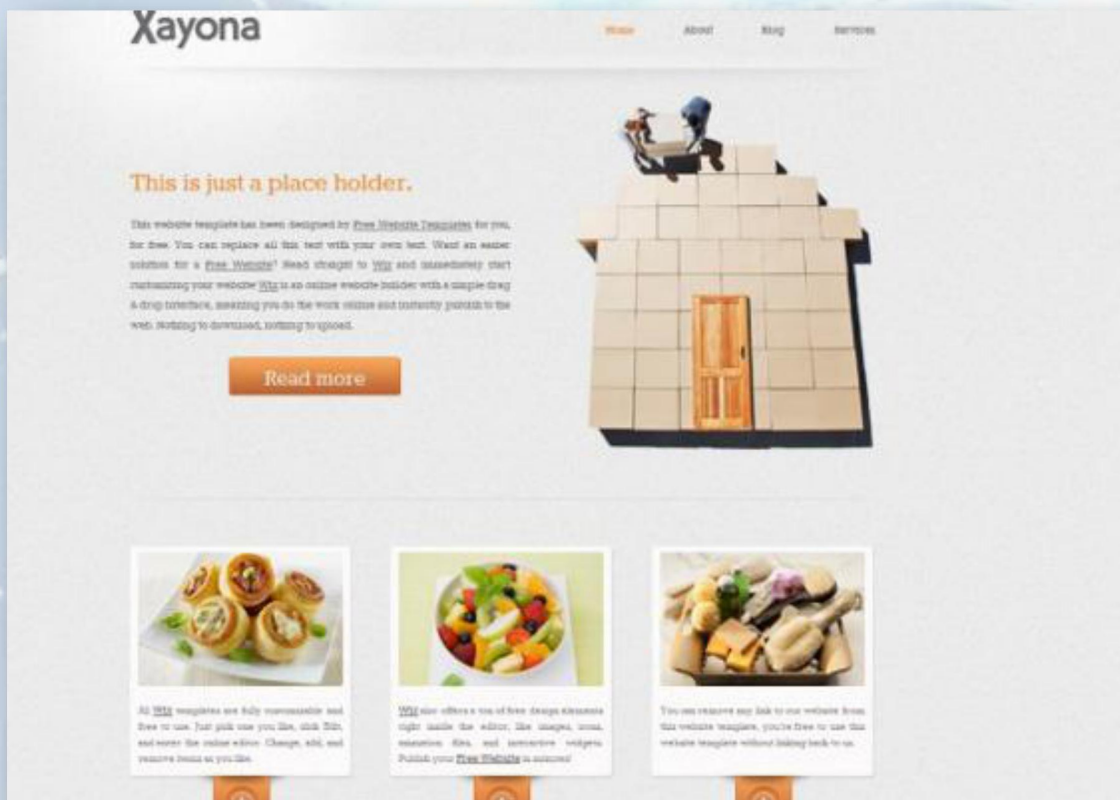 Xayona
Home About Blog Services
This is just a place holder.
This website template has been designed by Free Website Templates for you,
for free. You can replace all this text with your own text. Want an easier
solution for a Free Website? Head straight to Wix and immediately start
customizing your website! Wix is an online website builder with a simple drag
& drop interface, meaning you do the work online and instantly publish to the
web. Nothing to download, nothing to upload.
Read more
All Wix templates are fully customizable and
free to use. Just pick one you like, click Edit,
and enter the online editor. Change, add, and
remove items as you like.
Wix also offers a ton of free design elements
right inside the editor, like images, icons,
animation files, and interactive widgets.
Publish your Free Website in minutes!
You can remove any link to our website from
this website template, you're free to use this
website template without linking back to us.